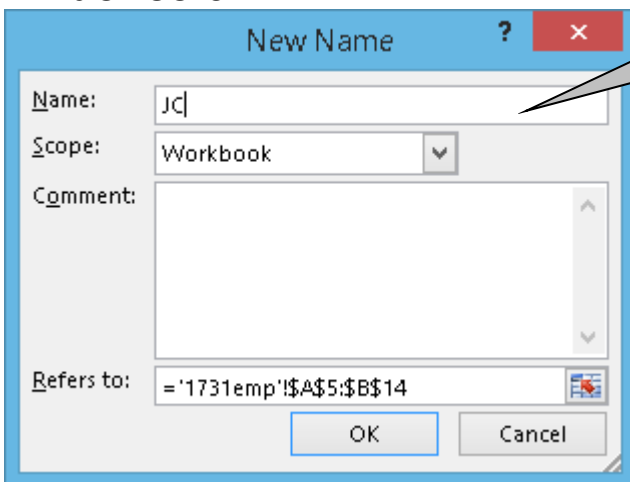 New Name ?
Name: JC
Scope: Workbook
Comment:
Refers to: ='1731emp'!$A$5:$B$14
OK Cancel